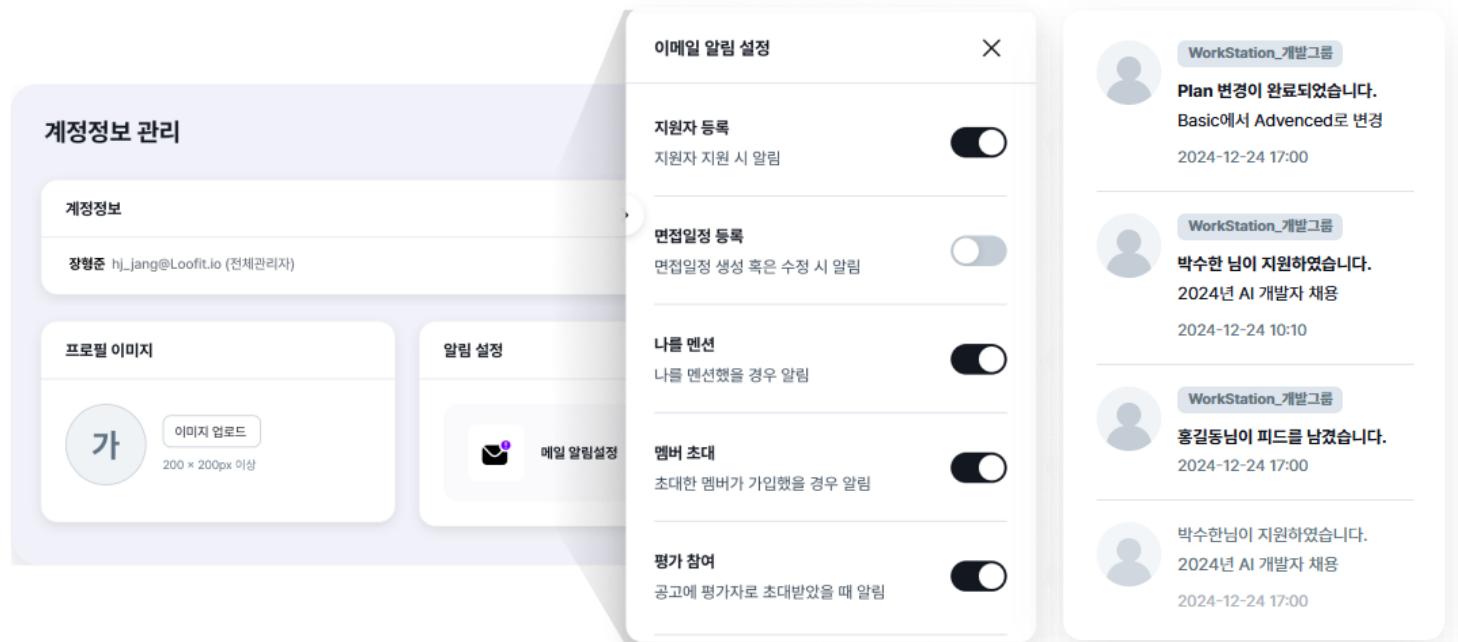 계정정보 관리
계정정보
장형준 hj_jang@Loofit.io (전체관리자)
프로필 이미지
가
이미지 업로드
200 × 200px 이상
알림 설정
메일 알림설정
이메일 알림 설정
지원자 등록
지원자 지원 시 알림
면접일정 등록
면접일정 생성 혹은 수정 시 알림
나를 멘션
나를 멘션했을 경우 알림
멤버 초대
초대한 멤버가 가입했을 경우 알림
평가 참여
공고에 평가자로 초대받았을 때 알림
WorkStation_개발그룹
Plan 변경이 완료되었습니다.
Basic에서 Advenced로 변경
2024-12-24 17:00
WorkStation_개발그룹
박수한 님이 지원하였습니다.
2024년 AI 개발자 채용
2024-12-24 10:10
WorkStation_개발그룹
홍길동님이 피드를 남겼습니다.
2024-12-24 17:00
박수한님이 지원하였습니다.
2024년 AI 개발자 채용
2024-12-24 17:00